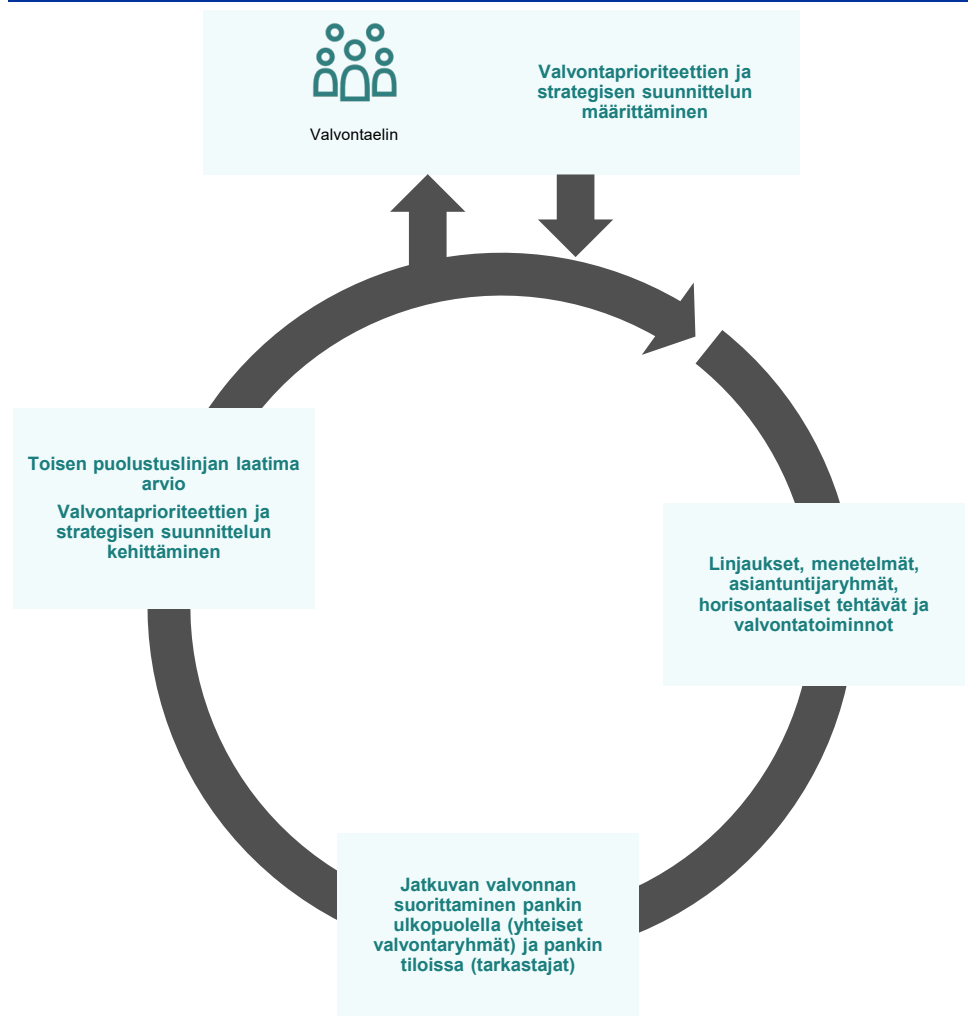 Valvontaelin
Valvontaprioriteettien ja
strategisen suunnittelun
määrittäminen
Toisen puolustuslinjan laatima
arvio
Valvontaprioriteettien ja
strategisen suunnittelun
kehittäminen
Linjaukset, menetelmät,
asiantuntijaryhmät,
horisontaaliset tehtävät ja
valvontatoiminnot
Jatkuvan valvonnan
suorittaminen pankin
ulkopuolella (yhteiset
valvontaryhmät) ja pankin
tiloissa (tarkastajat)